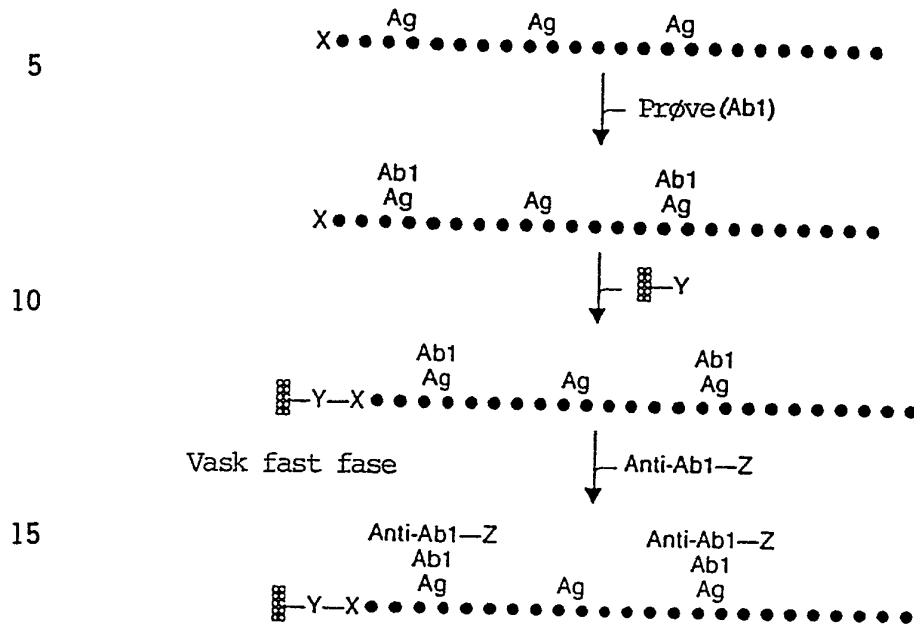 Ag Ag Ag
X
5
Prøve (Ab1)
Ab1 Ab1
Ag Ag Ag
X
Y
10
Ab1 Ab1
Ag Ag Ag
Y—X
Vask fast fase Anti-Ab1—Z
15
Anti-Ab1—Z Anti-Ab1—Z
Ab1 Ab1
Ag Ag Ag
Y—X